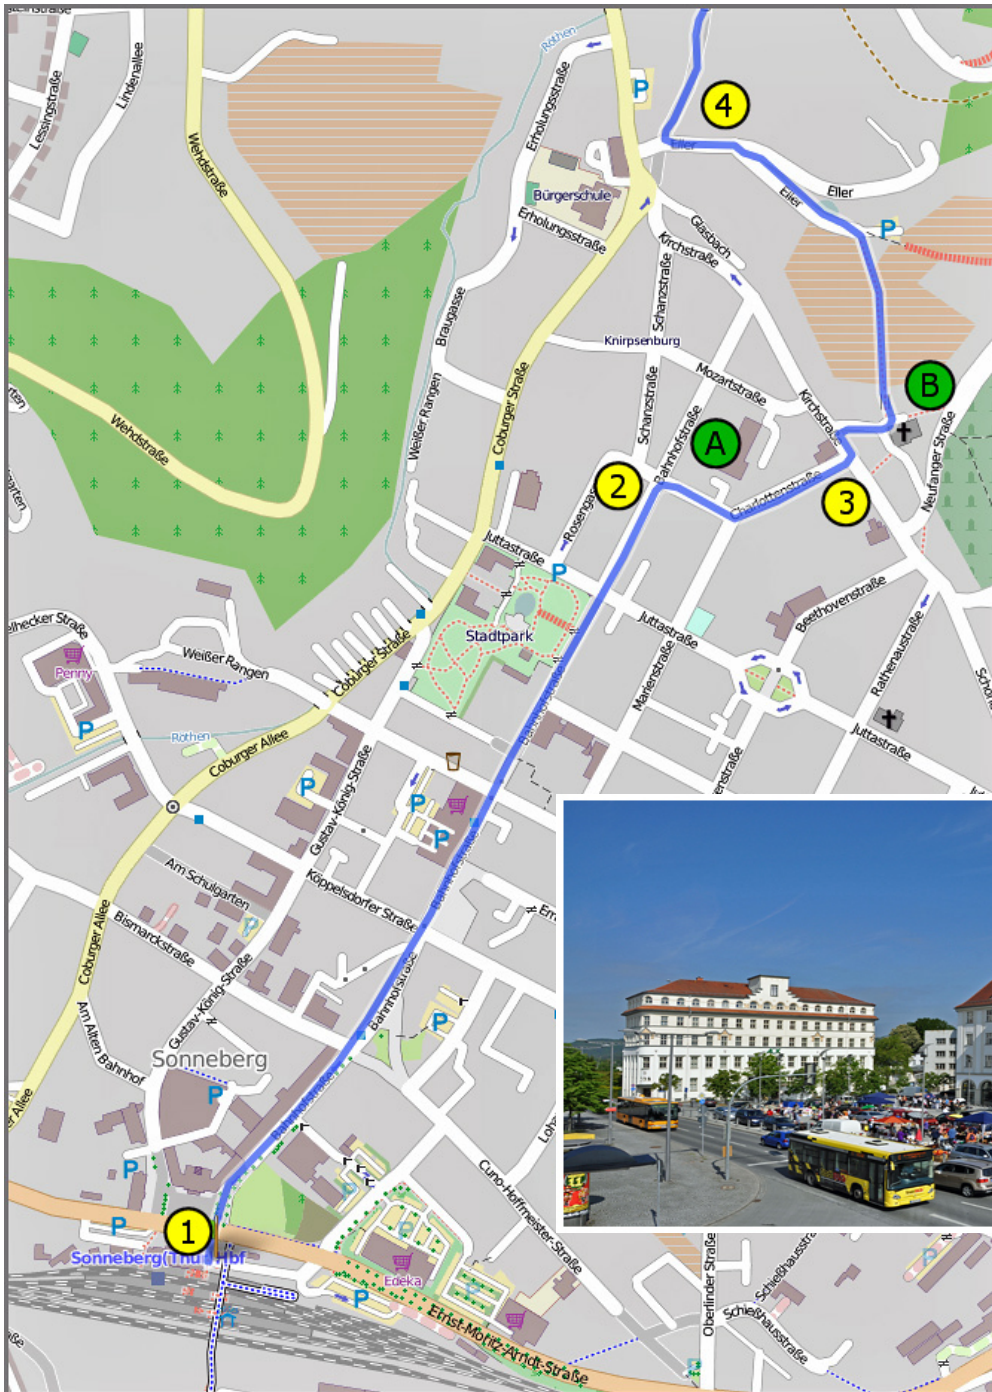 Lessingstraße
Lindenallee
Wehdstraße
Röthen
Erholungsstraße
P
4
Eller
Eller
Eller
Bürgerschule
Erholungsstraße
Glasbach
Kirchstraße
P
Schanzstraße
Braugasse
Knirpsenburg
Mozartstraße
Coburger Straße
Weißer Rangen
Wehdstraße
Schanzstraße
Bahnhofstraße
Kirchstraße
B
A
Neufanger Straße
2
Charlottenstraße
3
Juttastraße
P
Beethovenstraße
Stadtpark
Juttastraße
Rathenaustraße
Penny
Weißer Rangen
Coburger Straße
Bahnhofstraße
Marienstraße
P
Röthen
Coburger Allee
Juttastraße
P
Gustav-König-Straße
P
P
Bahnhofstraße
Am Schulgarten
Köppelsdorfer Straße
Bismarckstraße
P
Coburger Allee
Gustav-König-Straße
Bahnhofstraße
P
Am Alten Bahnhof
Sonneberg
P
Bahnhofstraße
P
P
Cuno-Hoffmeister-Straße
P
1
P
Sonneberg(Thür)Hbf
Edeka
P
P
P
Ernst-Moritz-Arndt-Straße
Oberlinder Straße
Schießhausstraße
Schießhausstraße
P
P